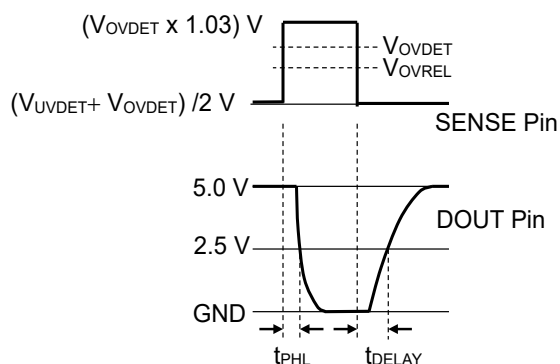 (VOVDET x 1.03) V
VOVDET
VOVREL
(VUVDET+ VOVDET) /2 V
SENSE Pin
5.0 V
DOUT Pin
2.5 V
GND
tPHL
tDELAY